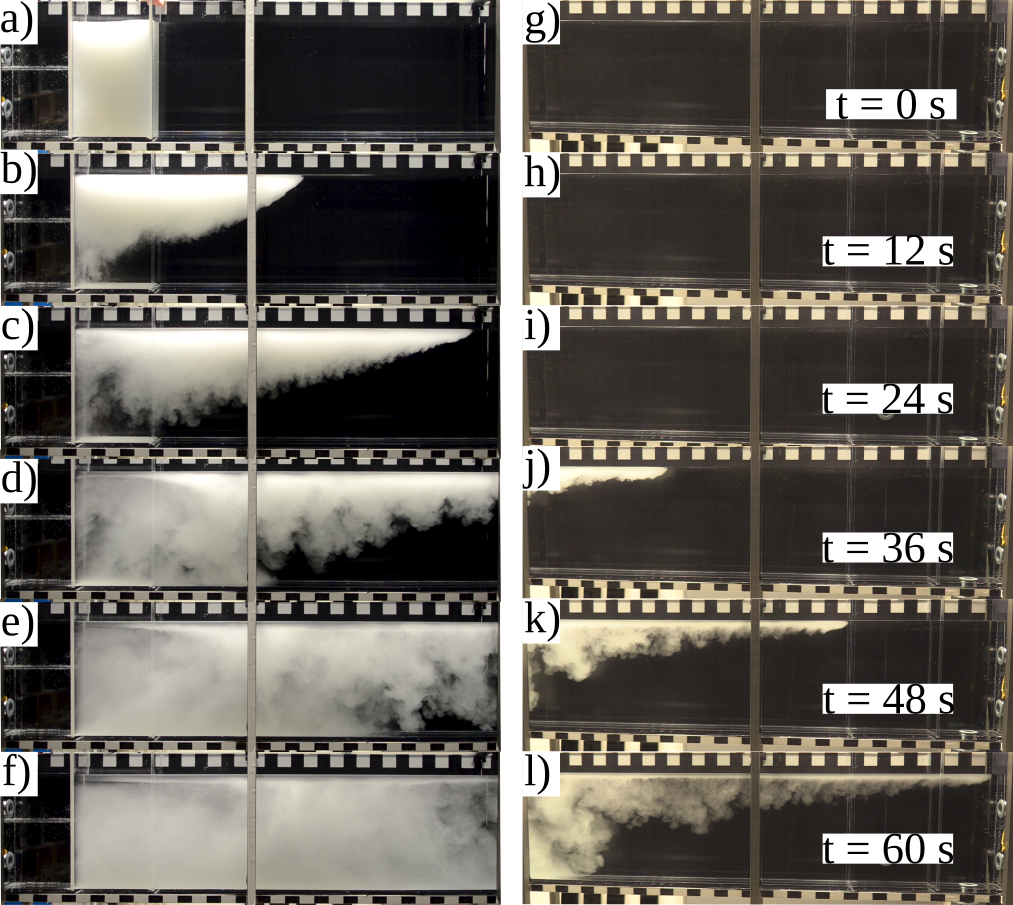 a)
g)
t = 0 s
b)
h)
t = 12 s
c)
i)
t = 24 s
d)
j)
t = 36 s
e)
k)
t = 48 s
f)
l)
t = 60 s